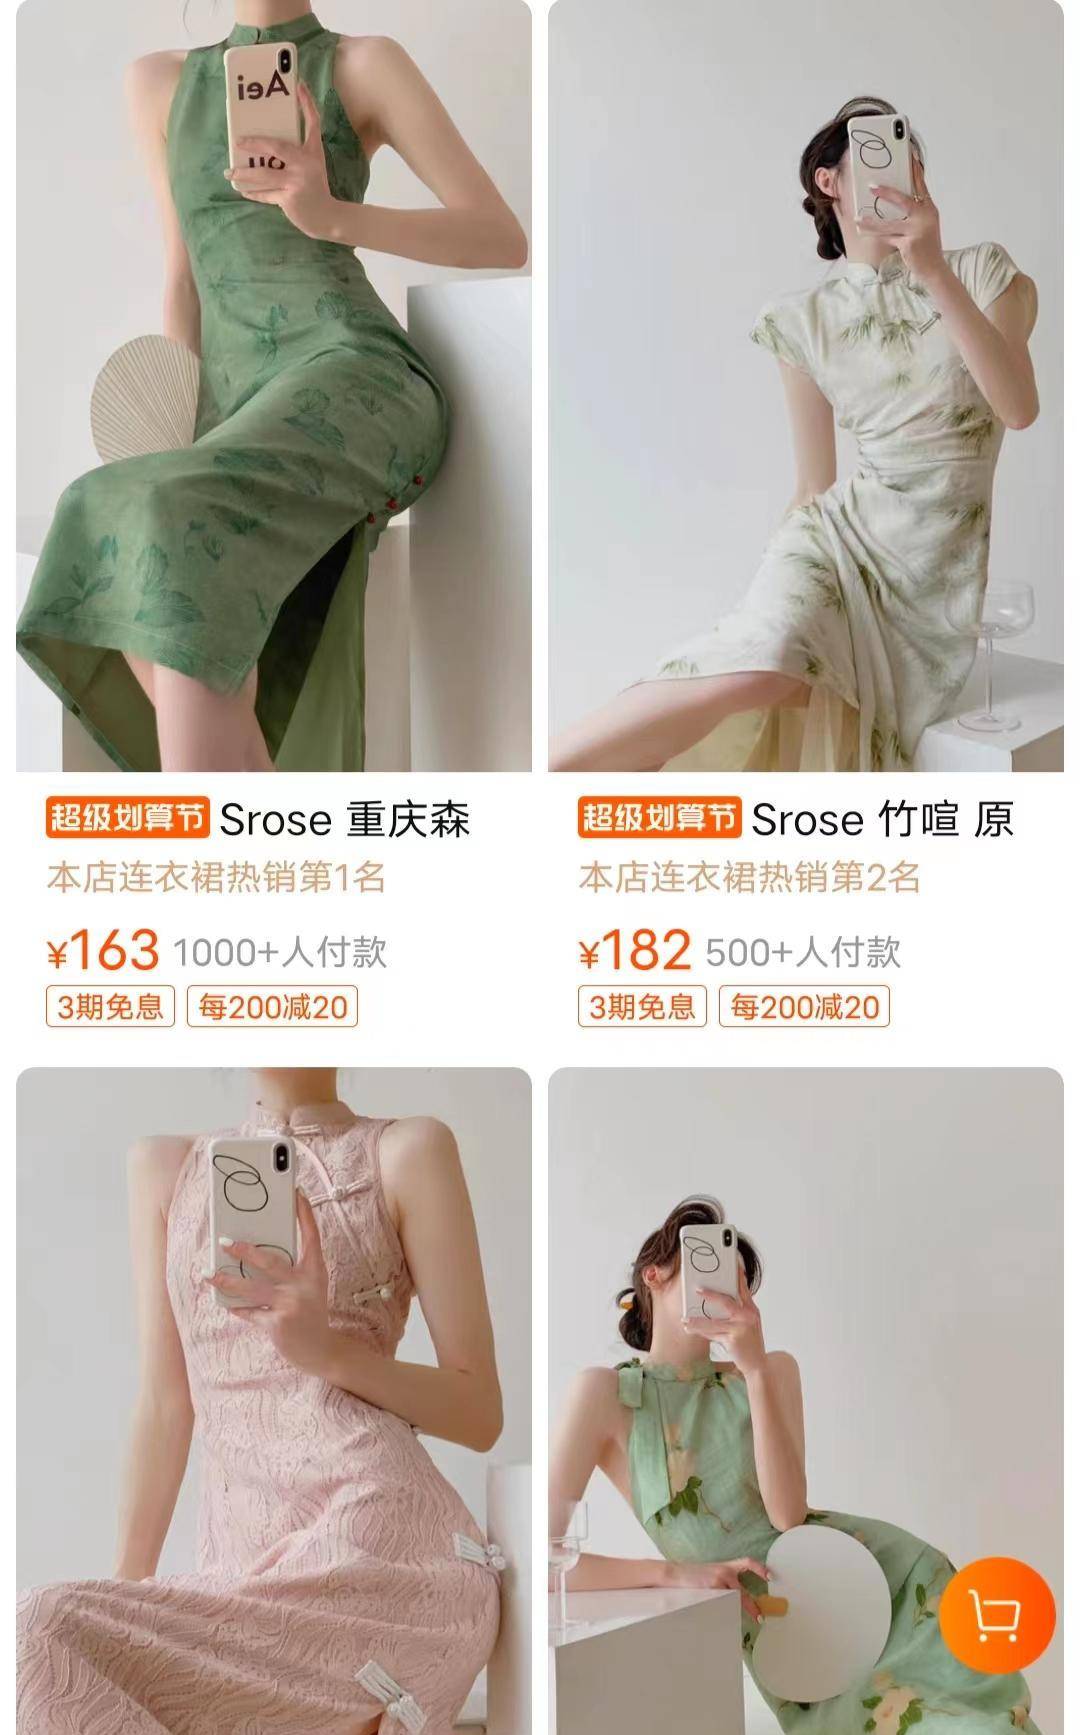 Aei
ou
超级划算节 Srose 重庆森
本店连衣裙热销第1名
¥163 1000+人付款
3期免息 每200减20
超级划算节 Srose 竹喧 原
本店连衣裙热销第2名
¥182 500+人付款
3期免息 每200减20